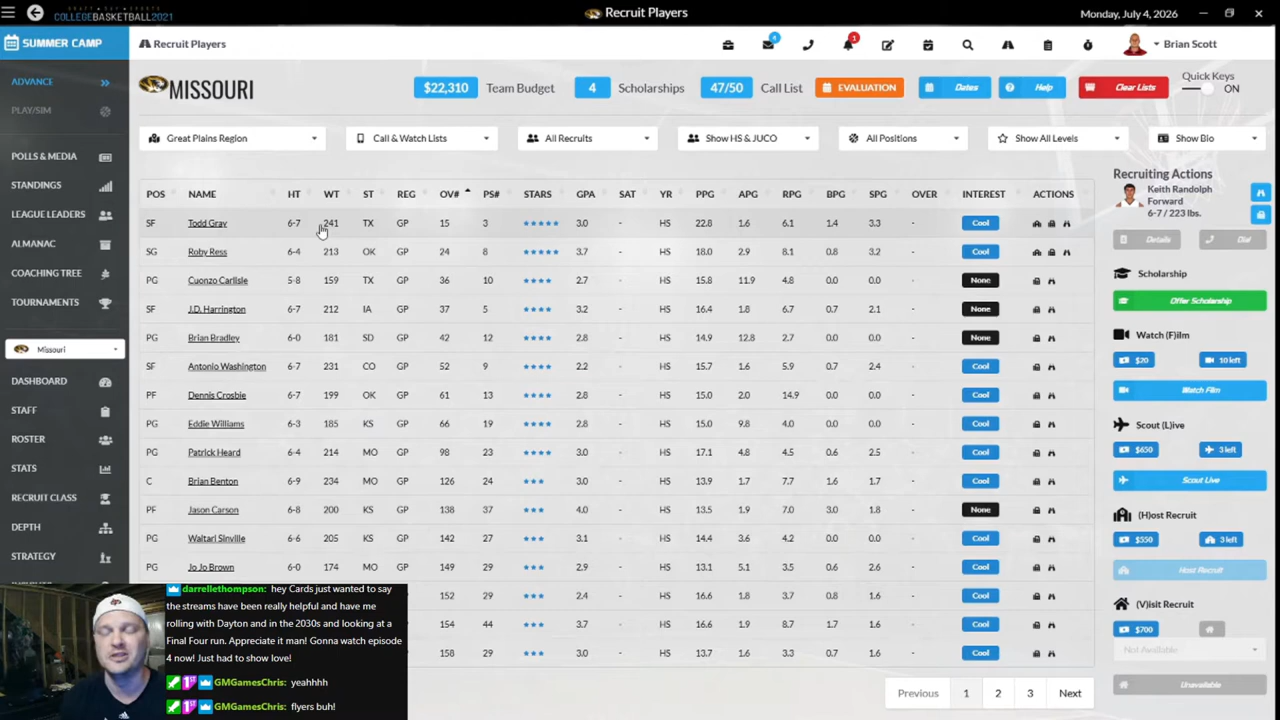 DRAFT DAY SPORTS
COLLEGEBASKETBALL2021
Recruit Players
Monday, July 4, 2026
SUMMER CAMP
Recruit Players
4
1
Brian Scott
ADVANCE
PLAY/SIM
POLLS & MEDIA
STANDINGS
LEAGUE LEADERS
ALMANAC
COACHING TREE
TOURNAMENTS
Missouri
DASHBOARD
STAFF
ROSTER
STATS
RECRUIT CLASS
DEPTH
STRATEGY
MISSOURI
$22,310 Team Budget 4 Scholarships 47/50 Call List EVALUATION Dates Help Clear Lists Quick Keys ON
Great Plains Region Call & Watch Lists All Recruits Show HS & JUCO All Positions Show All Levels Show Bio
POS NAME HT WT ST REG OV# PS# STARS GPA SAT YR PPG APG RPG BPG SPG OVER INTEREST ACTIONS
SF Todd Gray 6-7 241 TX GP 15 3 ★★★★★ 3.0 - HS 22.8 1.6 6.1 1.4 3.3 - Cool
SG Roby Ress 6-4 213 OK GP 24 8 ★★★★★ 3.7 - HS 18.0 2.9 8.1 0.8 3.2 - Cool
PG Cuonzo Carlisle 5-8 159 TX GP 36 10 ★★★★ 2.7 - HS 15.8 11.9 4.8 0.0 0.0 - None
SF J.D. Harrington 6-7 212 IA GP 37 5 ★★★★ 3.2 - HS 16.4 1.8 6.7 0.7 2.1 - None
PG Brian Bradley 6-0 181 SD GP 42 12 ★★★★ 2.8 - HS 14.9 12.8 2.7 0.0 0.0 - None
SF Antonio Washington 6-7 231 CO GP 52 9 ★★★★ 2.2 - HS 15.7 1.6 5.9 0.7 2.4 - Cool
PF Dennis Crosbie 6-7 199 OK GP 61 13 ★★★★ 2.8 - HS 15.0 2.0 14.9 0.0 0.0 - Cool
PG Eddie Williams 6-3 185 KS GP 66 19 ★★★★ 2.8 - HS 15.0 9.8 4.0 0.0 0.0 - Cool
PG Patrick Heard 6-4 214 MO GP 98 23 ★★★★ 3.0 - HS 17.1 4.8 4.5 0.6 2.5 - Cool
C Brian Benton 6-9 234 MO GP 126 24 ★★★★ 3.0 - HS 13.9 1.7 7.7 1.6 1.7 - Cool
PF Jason Carson 6-8 200 KS GP 138 37 ★★★ 2.8 - HS 13.5 1.9 7.0 3.0 1.8 - None
Waltari Sinville 6-6 205 KS GP 142 27 ★★★ 3.1 - HS 14.4 3.6 4.2 0.0 0.0 - Cool
PG Jo Jo Brown 6-0 174 MO GP 149 29 ★★★ 2.9 - HS 13.1 5.1 3.5 0.6 2.6 - Cool
152 29 ★★★ 2.4 - HS 16.6 1.8 3.7 0.8 1.6 - Cool
154 44 ★★★ 3.7 - HS 16.6 1.9 8.7 1.7 1.6 - Cool
158 29 ★★★ 3.0 - HS 13.7 3.3 3.3 0.7 1.6 - Cool
Previous 1 2 3 Next
Recruiting Actions
Keith Randolph
Forward
6-7 / 223 lbs.
Details Dial
Scholarship
Offer Scholarship
Watch (F)ilm
$20 10 left
Watch Film
Scout (L)ive
$650 3 left
Scout Live
(H)ost Recruit
$550 3 left
Host Recruit
(V)isit Recruit
$700
Not Available
Unavailable
darrellethompson: hey Cards just wanted to say
the streams have been really helpful and have me
rolling with Dayton and in the 2030s and looking at a
Final Four run. Appreciate it man! Gonna watch episode
4 now! Just had to show love!
GMGamesChris: yeahhhh
GMGamesChris: flyers buh!